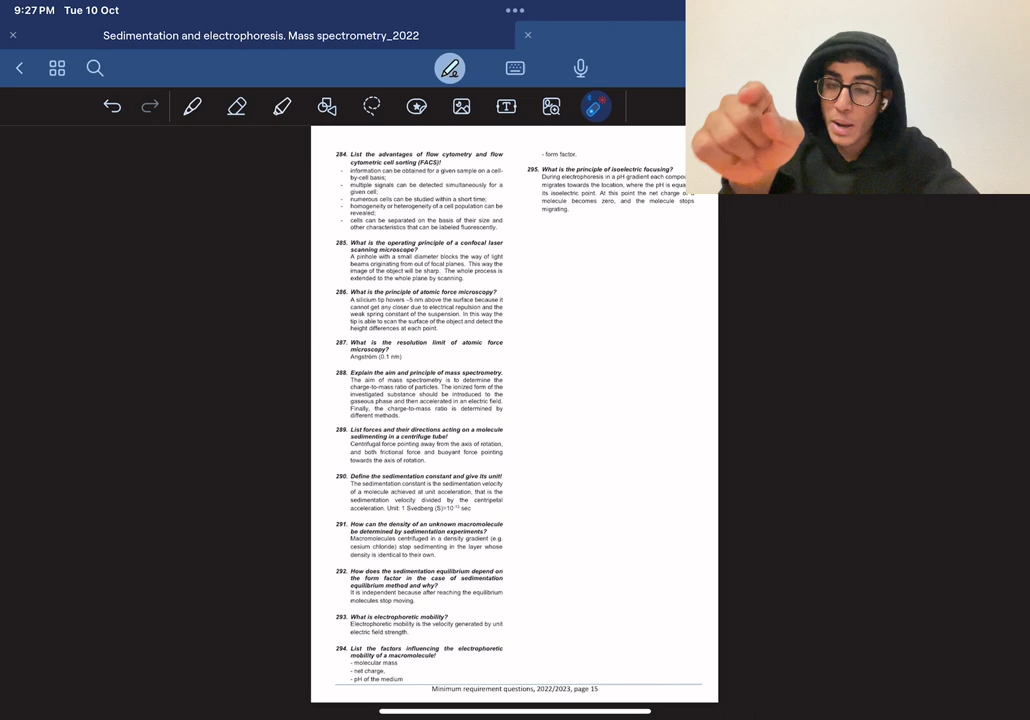 9:27 PM Tue 10 Oct
Sedimentation and electrophoresis. Mass spectrometry_2022
284. List the advantages of flow cytometry and flow
cytometric cell sorting (FACS)!
- information can be obtained for a given sample on a cell-
by-cell basis;
- multiple signals can be detected simultaneously for a
given cell;
- numerous cells can be studied within a short time;
- homogeneity or heterogeneity of a cell population can be
revealed;
- cells can be separated on the basis of their size and
other characteristics that can be labeled fluorescently.
285. What is the operating principle of a confocal laser
scanning microscope?
A pinhole with a small diameter blocks the way of light
beams originating from out of focal planes. This way the
image of the object will be sharp. The whole process is
extended to the whole plane by scanning.
286. What is the principle of atomic force microscopy?
A silicium tip hovers ~5 nm above the surface because it
cannot get any closer due to electrical repulsion and the
weak spring constant of the suspension. In this way the
tip is able to scan the surface of the object and detect the
height differences at each point.
287. What is the resolution limit of atomic force
microscopy?
Angström (0.1 nm)
288. Explain the aim and principle of mass spectrometry.
The aim of mass spectrometry is to determine the
charge-to-mass ratio of particles. The ionized form of the
investigated substance should be introduced to the
gaseous phase and then accelerated in an electric field.
Finally, the charge-to-mass ratio is determined by
different methods.
289. List forces and their directions acting on a molecule
sedimenting in a centrifuge tube!
Centrifugal force pointing away from the axis of rotation,
and both frictional force and buoyant force pointing
towards the axis of rotation.
290. Define the sedimentation constant and give its unit!
The sedimentation constant is the sedimentation velocity
of a molecule achieved at unit acceleration, that is the
sedimentation velocity divided by the centripetal
acceleration. Unit: 1 Svedberg (S)=10⁻¹³ sec
291. How can the density of an unknown macromolecule
be determined by sedimentation experiments?
Macromolecules centrifuged in a density gradient (e.g.
cesium chloride) stop sedimenting in the layer whose
density is identical to their own.
292. How does the sedimentation equilibrium depend on
the form factor in the case of sedimentation
equilibrium method and why?
It is independent because after reaching the equilibrium
molecules stop moving.
293. What is electrophoretic mobility?
Electrophoretic mobility is the velocity generated by unit
electric field strength.
294. List the factors influencing the electrophoretic
mobility of a macromolecule!
- molecular mass
- net charge,
- pH of the medium
- form factor.
295. What is the principle of isoelectric focusing?
During electrophoresis in a pH gradient each
migrates towards the location, where the pH is
its isoelectric point. At this point the net charge
molecule becomes zero, and the molecule stops
migrating.
Minimum requirement questions, 2022/2023, page 15